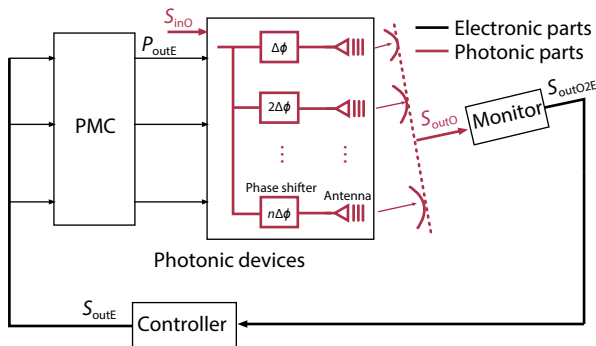 S_inO
P_outE
Electronic parts
Photonic parts
Δϕ
PMC
2Δϕ
S_outO
Monitor
S_outO2E
... ...
Phase shifter
Antenna
nΔϕ
Photonic devices
S_outE
Controller